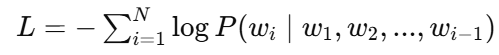 L = − ∑_{i=1}^{N} log P(w_i | w_1, w_2, ..., w_{i−1})